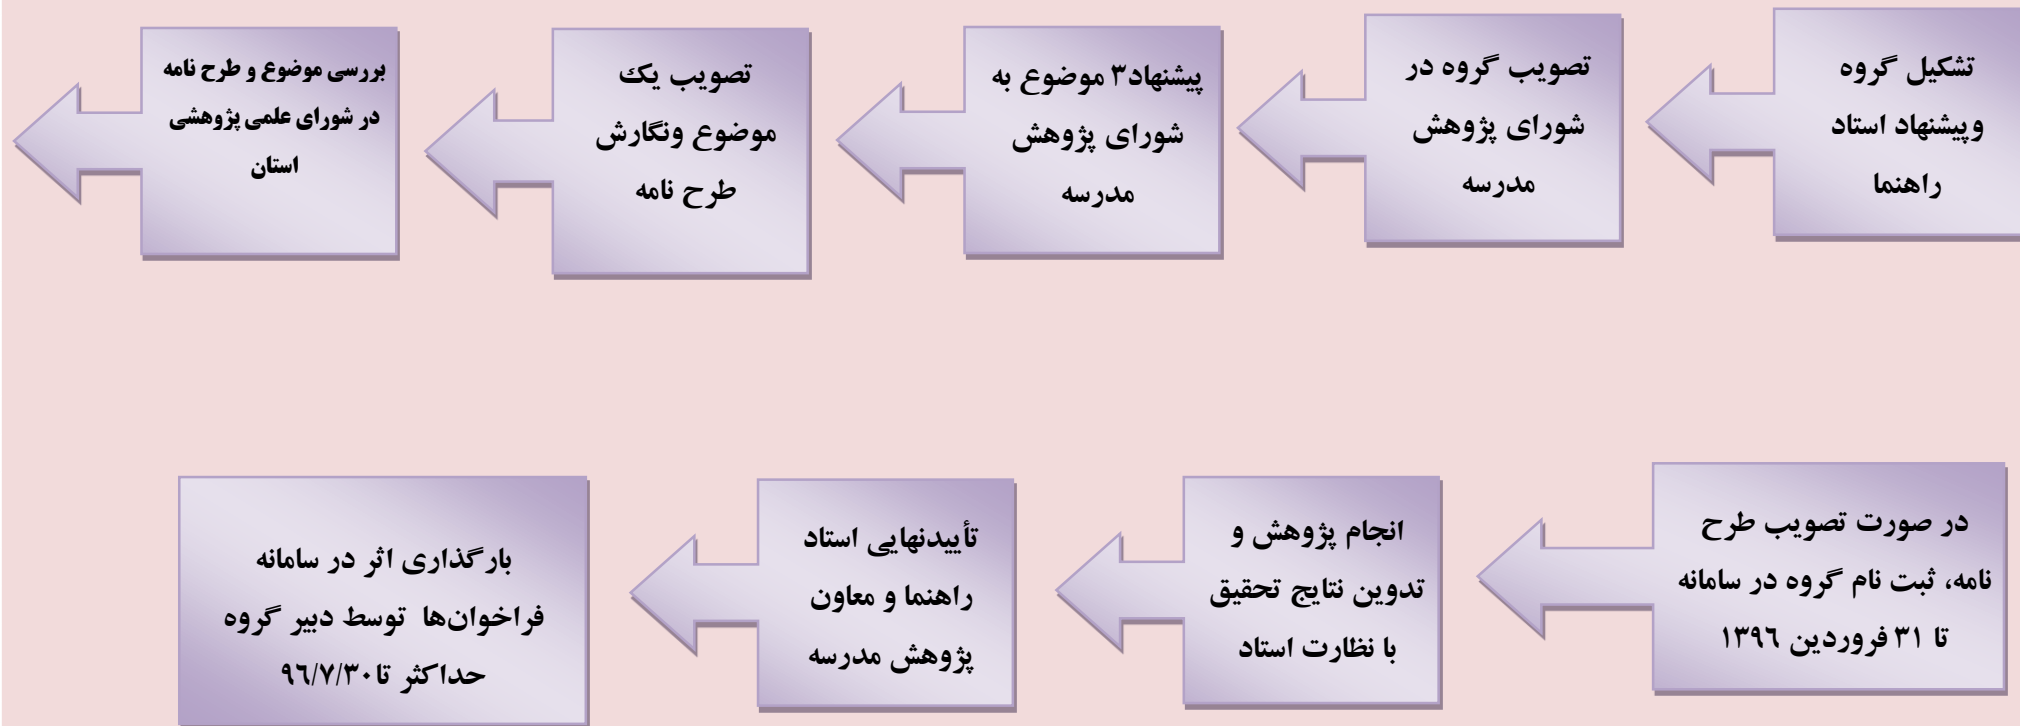 تشکیل گروه
وپیشنهاد استاد
راهنما
تصویب گروه در
شورای پژوهش
مدرسه
پیشنهاد۳ موضوع به
شورای پژوهش
مدرسه
تصویب یک
موضوع ونگارش
طرح نامه
بررسی موضوع و طرح نامه
در شورای علمی پژوهشی
استان
در صورت تصویب طرح
نامه، ثبت نام گروه در سامانه
تا ۳۱ فروردین ۱۳۹۶
انجام پژوهش و
تدوین نتایج تحقیق
با نظارت استاد
تأییدنهایی استاد
راهنما و معاون
پژوهش مدرسه
بارگذاری اثر در سامانه
فراخوان‌ها توسط دبیر گروه
حداکثر تا۹۶/۷/۳۰